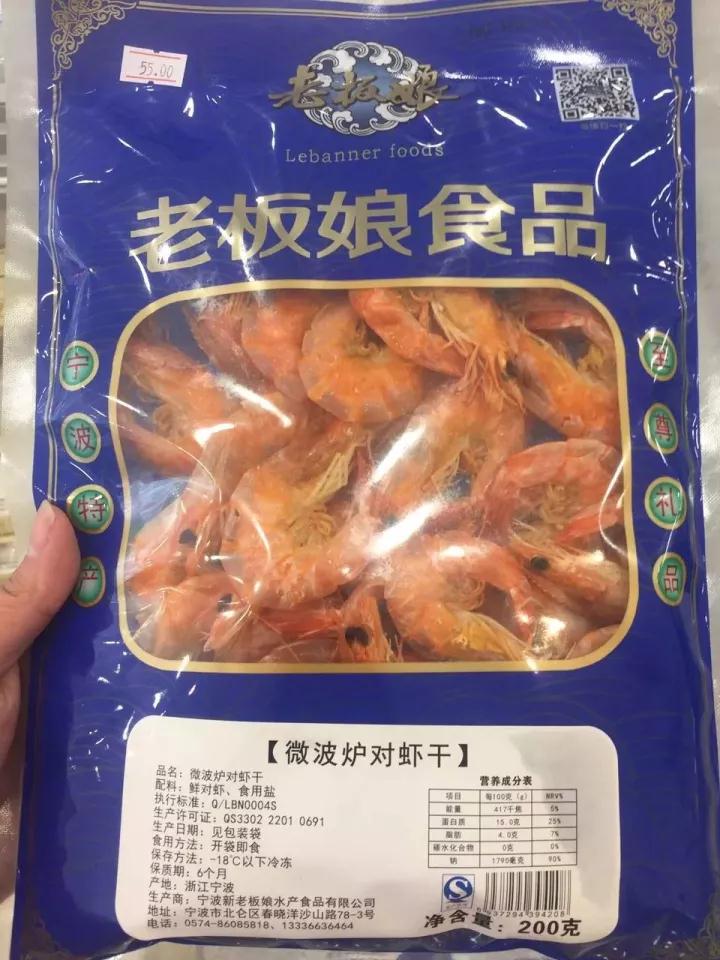 55.00
老板娘
Lebanner foods
老板娘食品
宁波特产
至尊礼品
【微波炉对虾干】
品名：微波炉对虾干
配料：鲜对虾、食用盐
执行标准：Q/LBN0004S
生产许可证：QS3302 2201 0691
生产日期：见包装袋
食用方法：开袋即食
保存方法：-18℃以下冷冻
保质期：6个月
产地：浙江宁波
生产商：宁波新老板娘水产食品有限公司
地址：宁波市北仑区春晓洋沙山路78-3号
电话：0574-86085818、13336636464
营养成分表
项目 每100克（g） NRV%
能量 417千焦 5%
蛋白质 15.0克 25%
脂肪 4.0克 7%
碳水化合物 0克 0%
钠 1790毫克 90%
净含量：200克